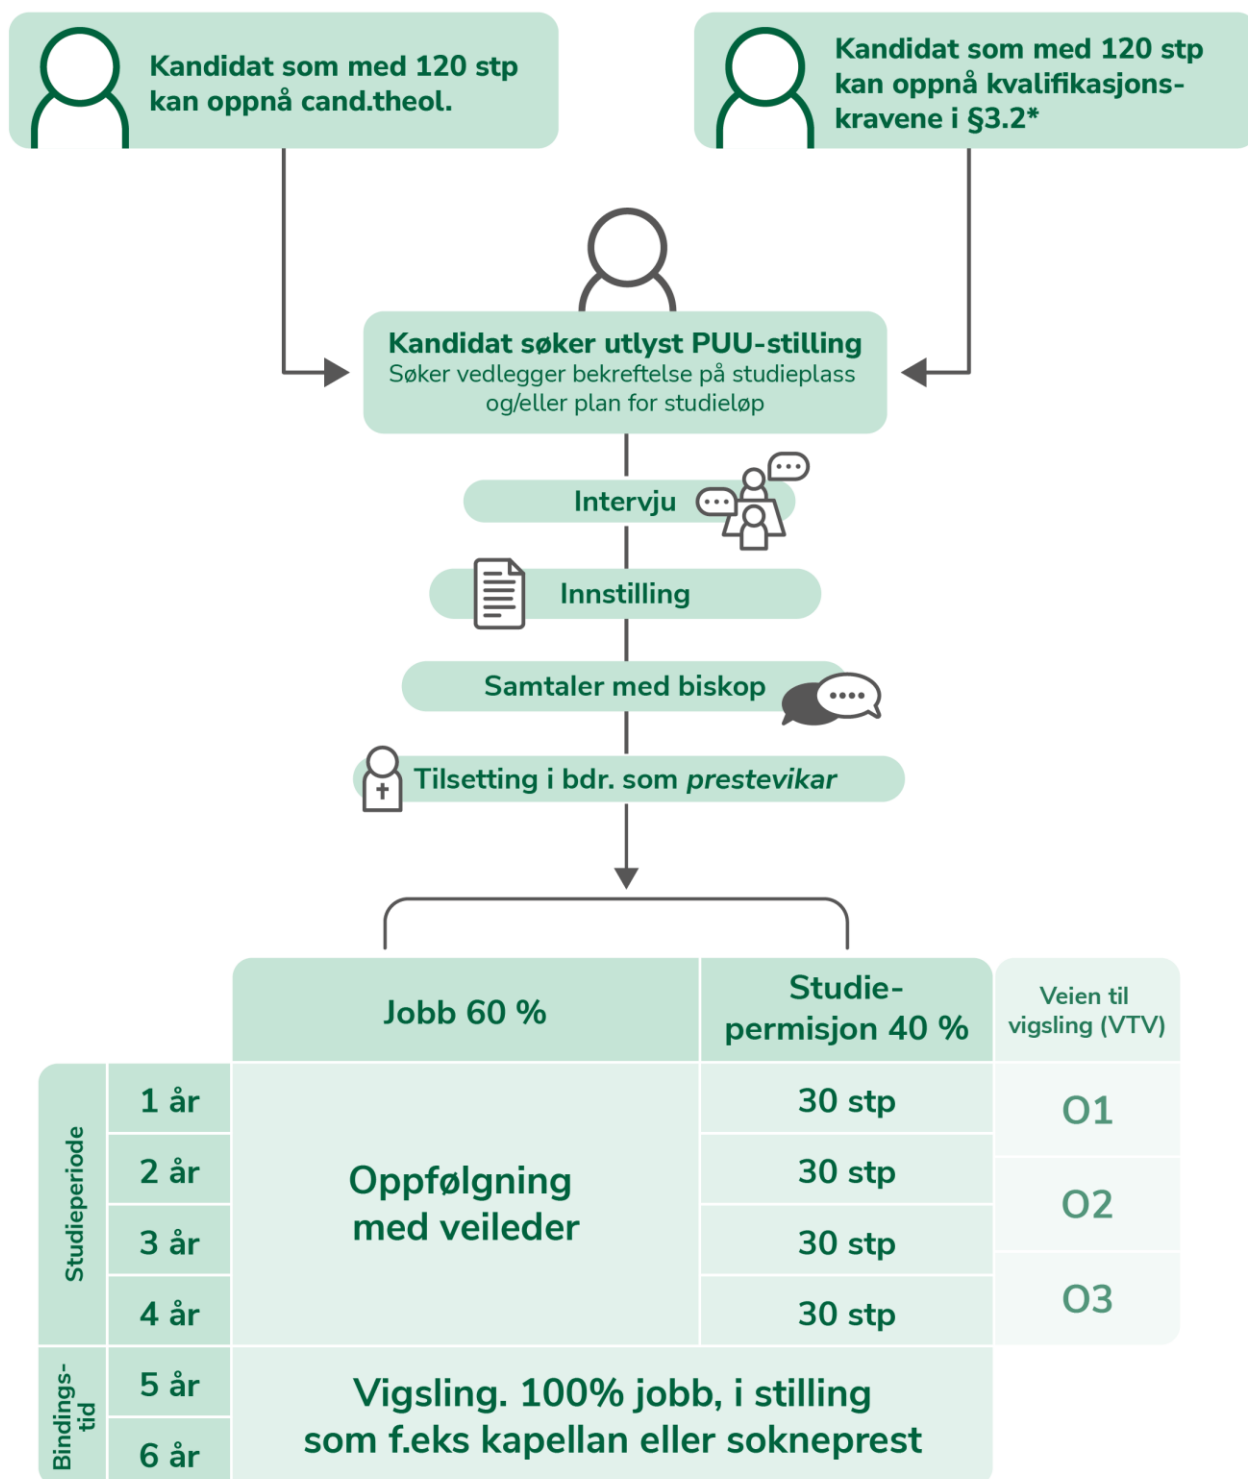 Kandidat som med 120 stp
kan oppnå cand.theol.
Kandidat som med 120 stp
kan oppnå kvalifikasjons-
kravene i §3.2*
Kandidat søker utlyst PUU-stilling
Søker vedlegger bekreftelse på studieplass
og/eller plan for studieløp
Intervju
Innstilling
Samtaler med biskop
Tilsetting i bdr. som prestevikar
Jobb 60 %
Studie-
permisjon 40 %
Veien til
vigsling (VTV)
Studieperiode
1 år
30 stp
O1
2 år
30 stp
O2
3 år
30 stp
O3
4 år
30 stp
Oppfølgning
med veileder
Bindings-
tid
5 år
6 år
Vigsling. 100% jobb, i stilling
som f.eks kapellan eller sokneprest